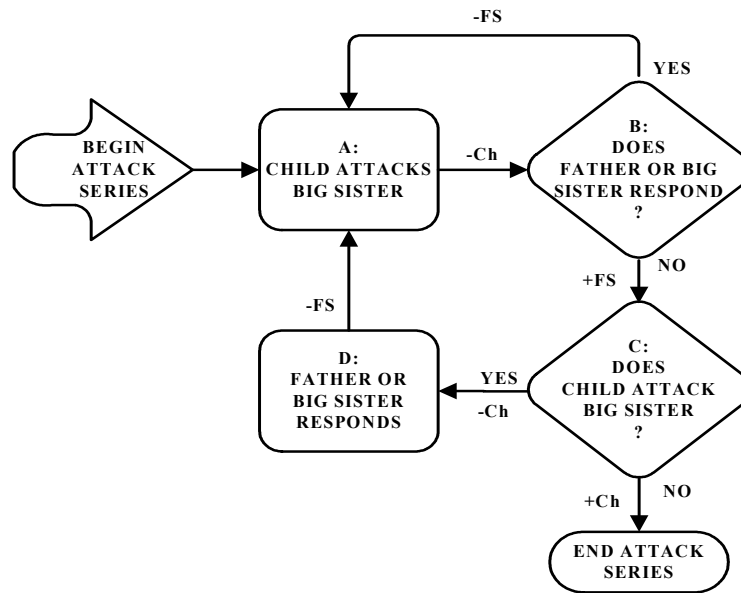 -FS
YES
BEGIN
ATTACK
SERIES
A:
CHILD ATTACKS
BIG SISTER
-Ch
B:
DOES
FATHER OR BIG
SISTER RESPOND
?
NO
+FS
-FS
D:
FATHER OR
BIG SISTER
RESPONDS
YES
-Ch
C:
DOES
CHILD ATTACK
BIG SISTER
?
+Ch
NO
END ATTACK
SERIES